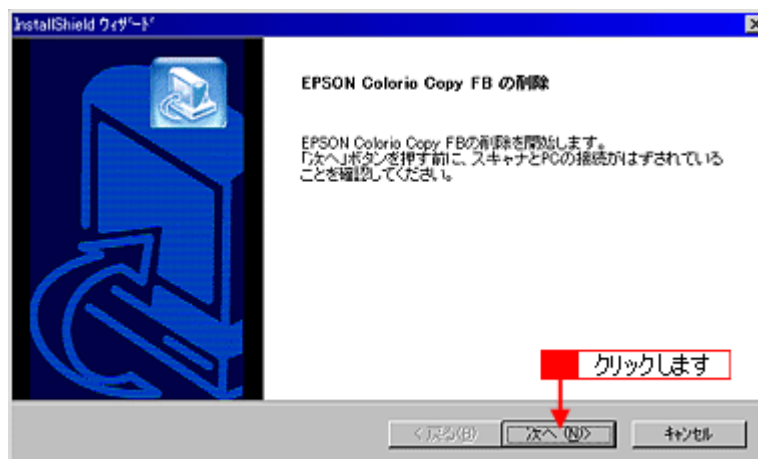 InstallShield ウィザード
EPSON Colorio Copy FB の削除
EPSON Colorio Copy FBの削除を開始します。
「次へ」ボタンを押す前に、スキャナとPCの接続がはずされている
ことを確認してください。
クリックします
< 戻る(B) 次へ (N)> キャンセル